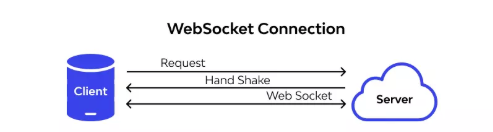 WebSocket Connection
Request
Hand Shake
Web Socket
Client
Server